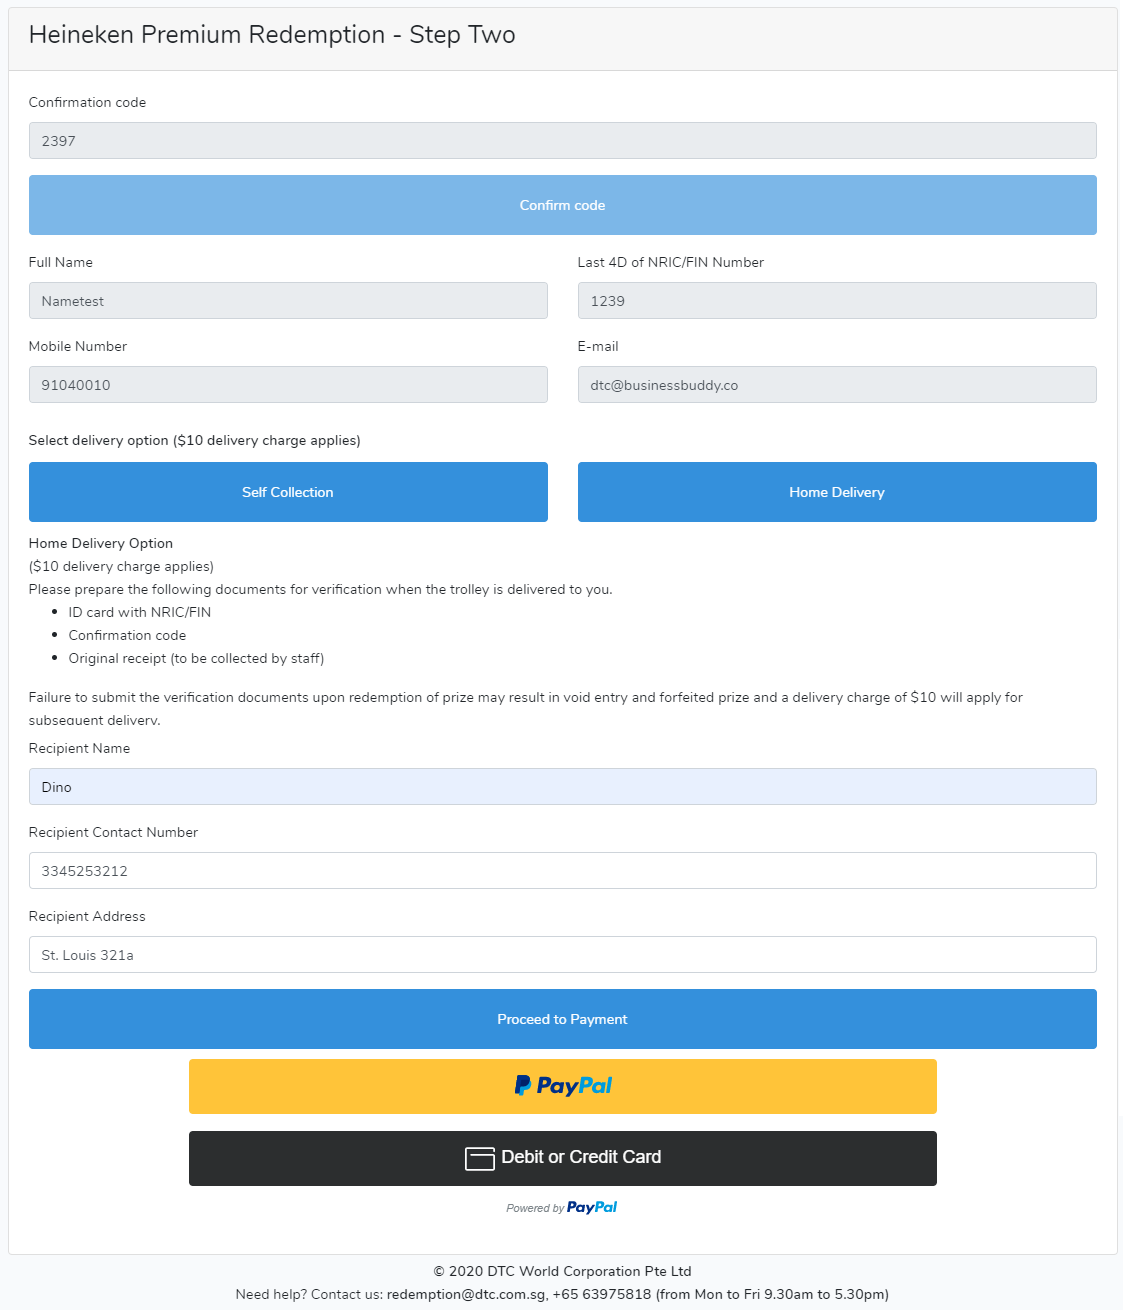 Heineken Premium Redemption - Step Two
Confirmation code
2397
Confirm code
Full Name
Last 4D of NRIC/FIN Number
Nametest
1239
Mobile Number
E-mail
91040010
dtc@businessbuddy.co
Select delivery option ($10 delivery charge applies)
Self Collection
Home Delivery
Home Delivery Option
($10 delivery charge applies)
Please prepare the following documents for verification when the trolley is delivered to you.
• ID card with NRIC/FIN
• Confirmation code
• Original receipt (to be collected by staff)
Failure to submit the verification documents upon redemption of prize may result in void entry and forfeited prize and a delivery charge of $10 will apply for
subsequent delivery.
Recipient Name
Dino
Recipient Contact Number
3345253212
Recipient Address
St. Louis 321a
Proceed to Payment
PayPal
Debit or Credit Card
Powered by PayPal
© 2020 DTC World Corporation Pte Ltd
Need help? Contact us: redemption@dtc.com.sg, +65 63975818 (from Mon to Fri 9.30am to 5.30pm)